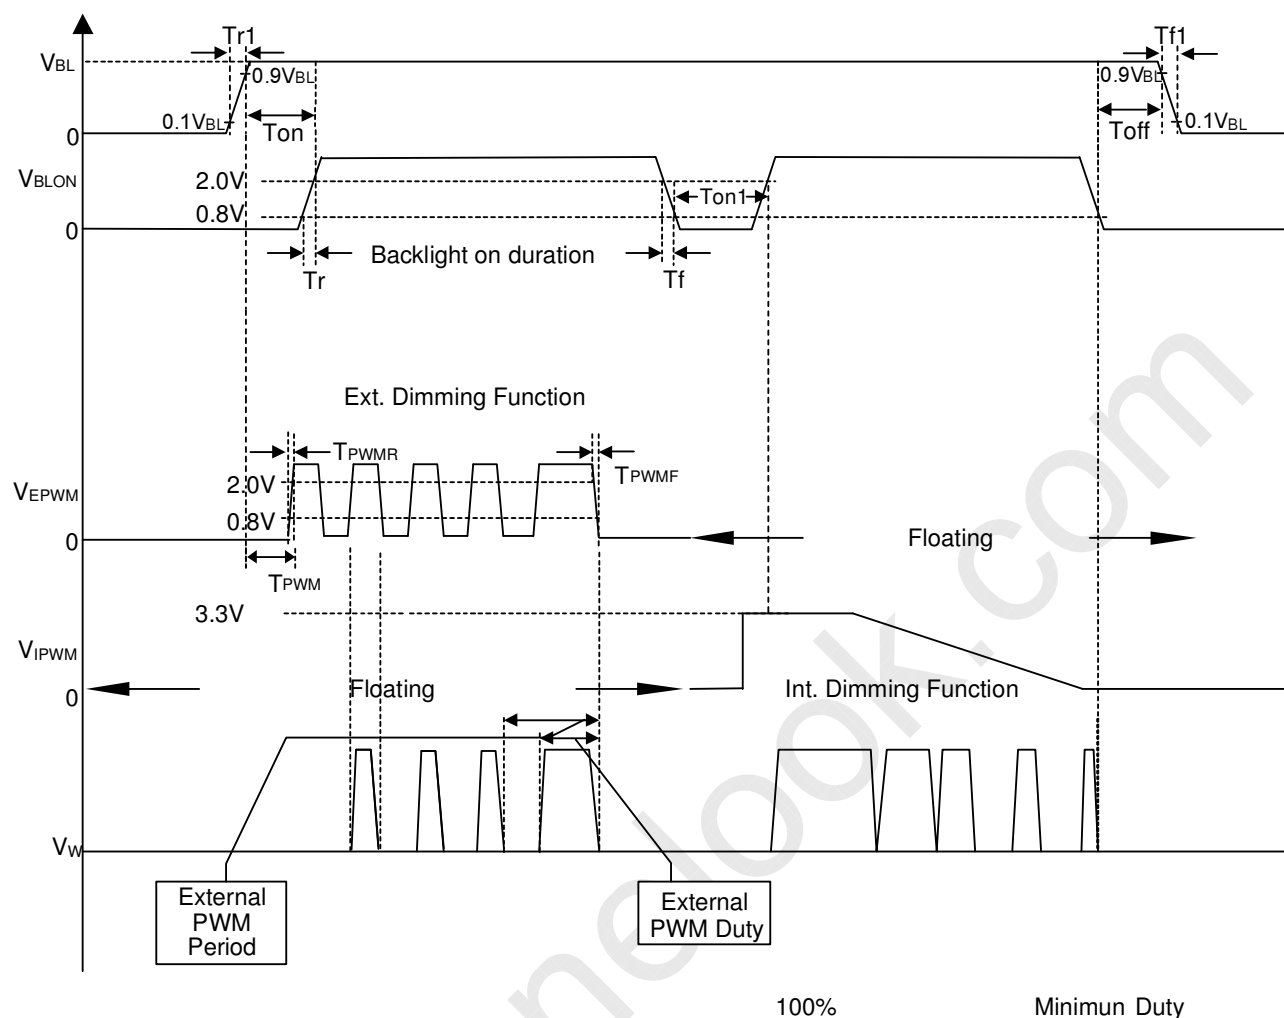 Tr1
Tf1
VBL
0.9VBL
0.9VBL
0.1VBL
Ton
Toff
0.1VBL
0
VBLON
2.0V
Ton1
0.8V
0
Backlight on duration
Tr
Tf
Ext. Dimming Function
TPWMR
TPWMF
VEPWM
2.0V
0.8V
0
Floating
TPWM
3.3V
VIPWM
0
Floating
Int. Dimming Function
VW
External
PWM
Period
External
PWM Duty
100%
Minimun Duty
nelook.com